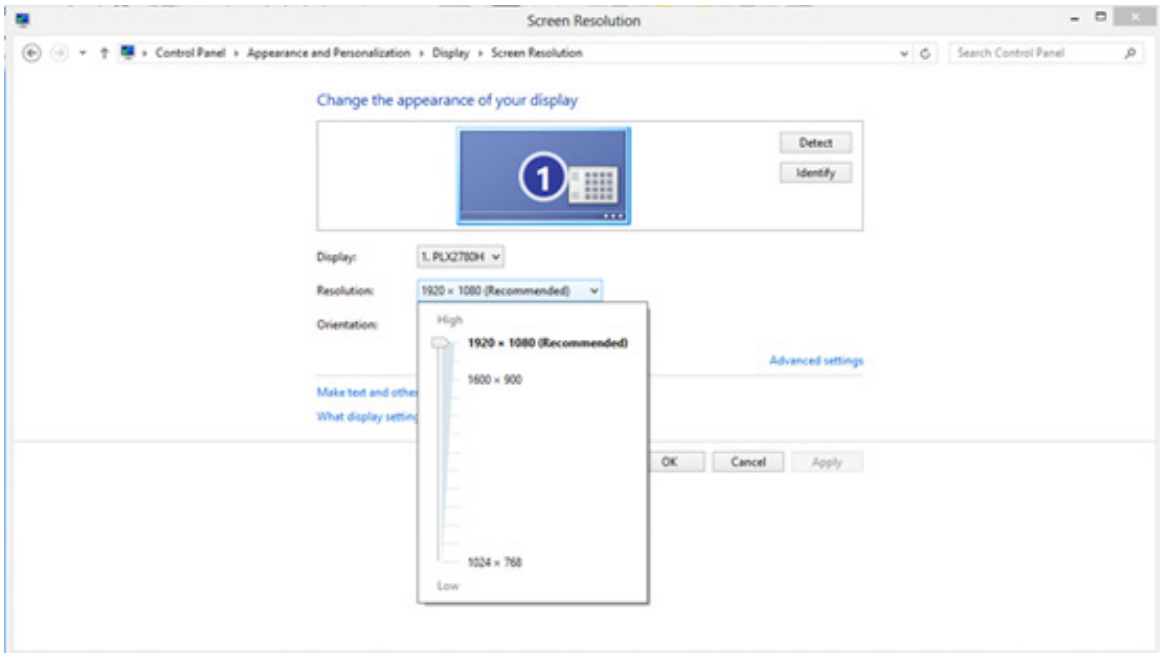 Screen Resolution
Control Panel › Appearance and Personalization › Display › Screen Resolution
Search Control Panel
Change the appearance of your display
1
Detect
Identify
Display: 1. PLX2780H
Resolution: 1920 × 1080 (Recommended)
Orientation:
High
1920 × 1080 (Recommended)
1600 × 900
1024 × 768
Low
Advanced settings
Make text and other
What display setting
OK Cancel Apply